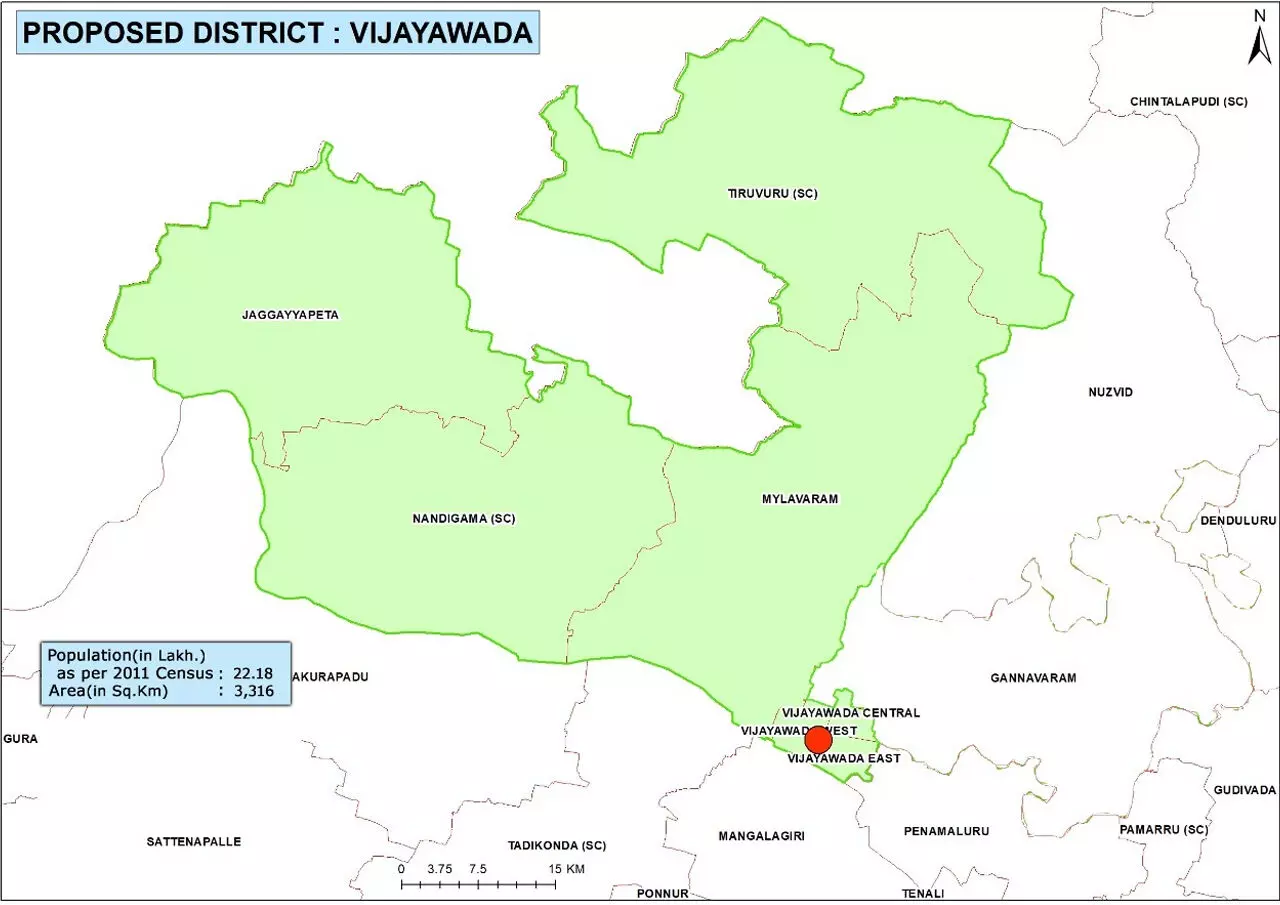 PROPOSED DISTRICT : VIJAYAWADA
N
CHINTALAPUDI (SC)
TIRUVURU (SC)
JAGGAYYAPETA
NUZVID
MYLAVARAM
NANDIGAMA (SC)
DENDULURU
Population(in Lakh.)
as per 2011 Census : 22.18
Area(in Sq.Km) : 3,316
AKURAPADU
GANNAVARAM
VIJAYAWADA CENTRAL
VIJAYAWADA WEST
GURA
VIJAYAWADA EAST
GUDIVADA
PENAMALURU
PAMARRU (SC)
MANGALAGIRI
SATTENAPALLE
TADIKONDA (SC)
0 3.75 7.5 15 KM
PONNUR
TENALI